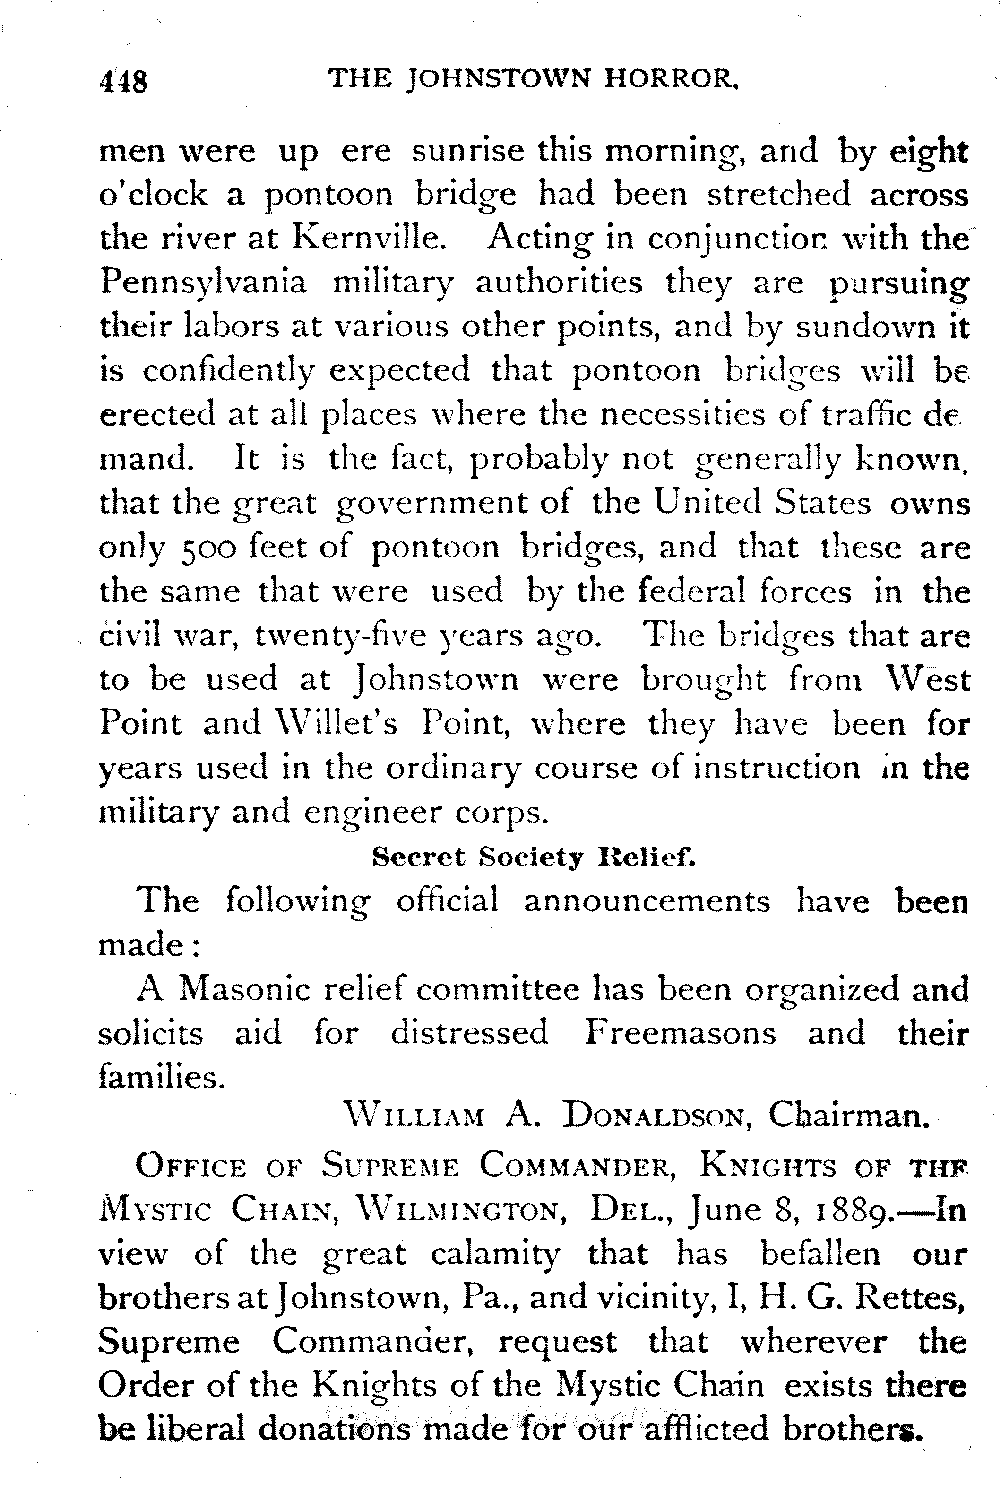 448 THE JOHNSTOWN HORROR.
men were up ere sunrise this morning, and by eight
o'clock a pontoon bridge had been stretched across
the river at Kernville. Acting in conjunction with the
Pennsylvania military authorities they are pursuing
their labors at various other points, and by sundown it
is confidently expected that pontoon bridges will be
erected at all places where the necessities of traffic de
mand. It is the fact, probably not generally known,
that the great government of the United States owns
only 500 feet of pontoon bridges, and that these are
the same that were used by the federal forces in the
civil war, twenty-five years ago. The bridges that are
to be used at Johnstown were brought from West
Point and Willet's Point, where they have been for
years used in the ordinary course of instruction in the
military and engineer corps.
Secret Society Relief.
The following official announcements have been
made:
A Masonic relief committee has been organized and
solicits aid for distressed Freemasons and their
families.
WILLIAM A. DONALDSON, Chairman.
OFFICE OF SUPREME COMMANDER, KNIGHTS OF THE
MYSTIC CHAIN, WILMINGTON, DEL., June 8, 1889.—In
view of the great calamity that has befallen our
brothers at Johnstown, Pa., and vicinity, I, H. G. Rettes,
Supreme Commander, request that wherever the
Order of the Knights of the Mystic Chain exists there
be liberal donations made for our afflicted brothers.